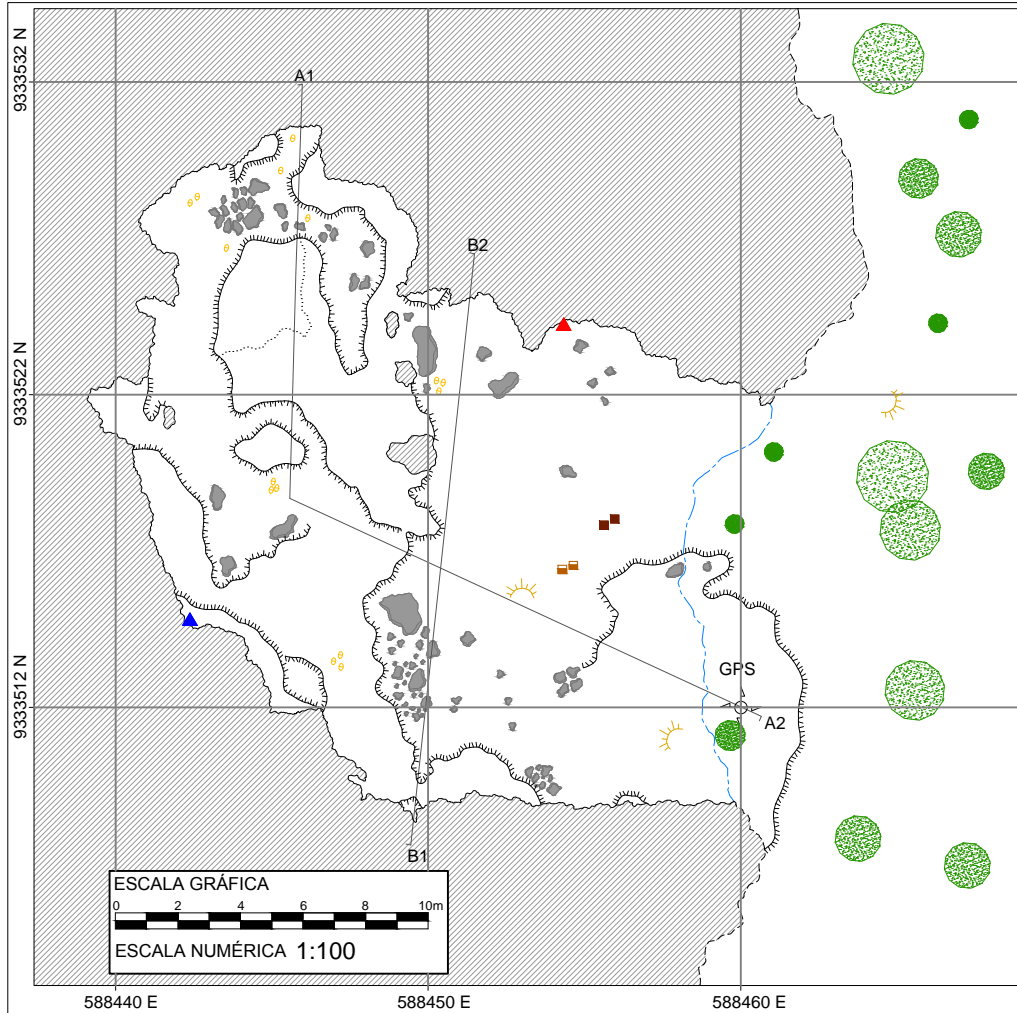 9333532 N
A1
B2
9333522 N
GPS
9333512 N
A2
B1
ESCALA GRÁFICA
0 2 4 6 8 10m
ESCALA NUMÉRICA 1:100
588440 E 588450 E 588460 E